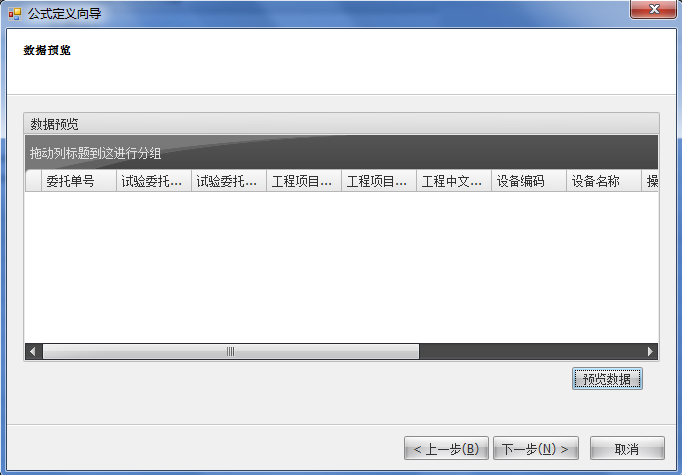 公式定义向导
数据预览
数据预览
拖动列标题到这进行分组
委托单号 试验委托... 试验委托... 工程项目... 工程项目... 工程中文... 设备编码 设备名称 操
预览数据
< 上一步(B) 下一步(N) > 取消